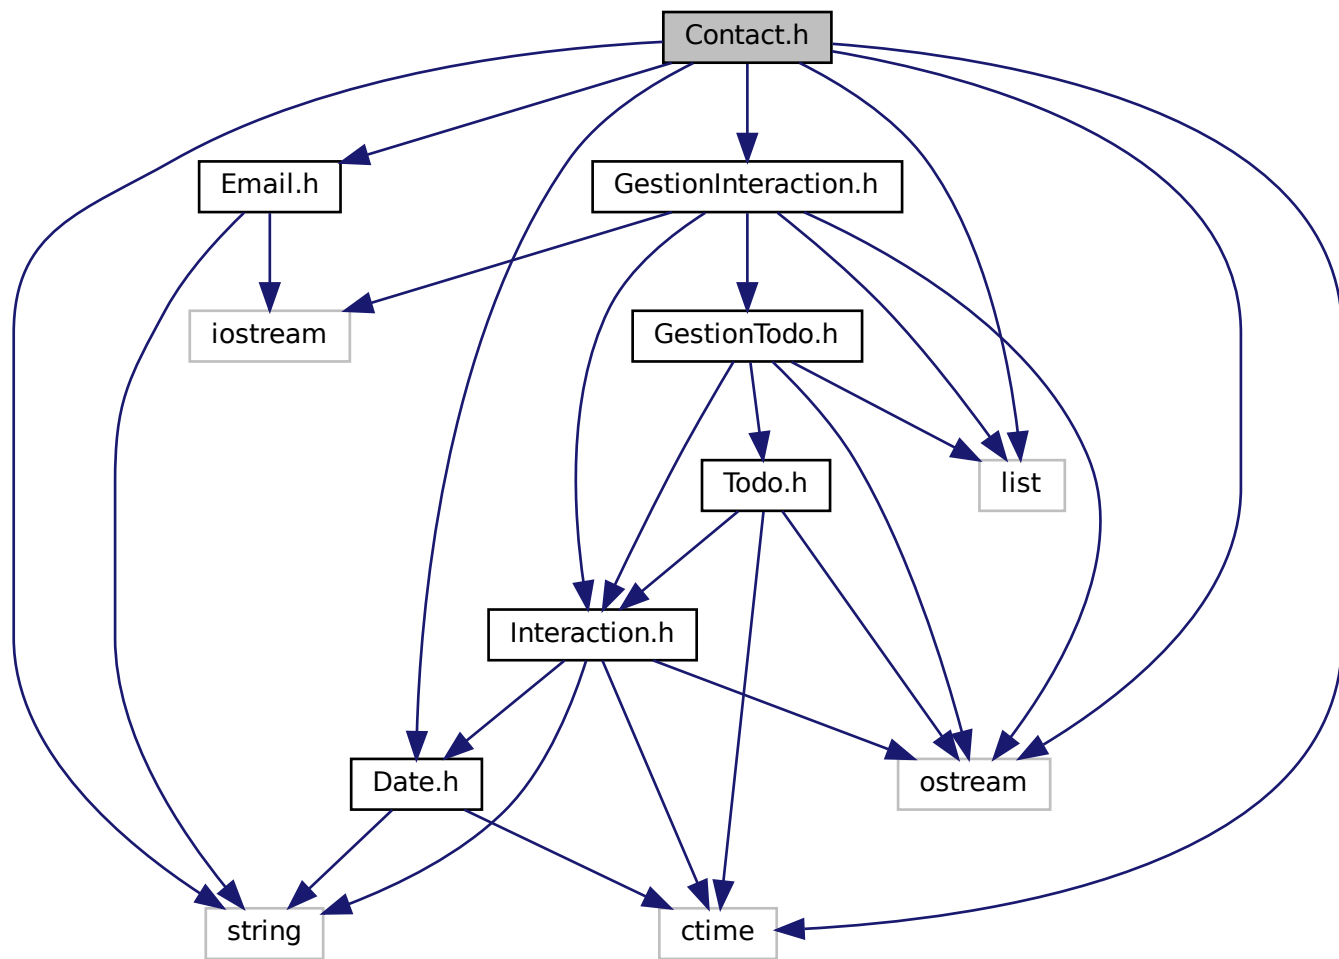 Contact.h
Email.h
GestionInteraction.h
iostream
GestionTodo.h
Todo.h
list
Interaction.h
Date.h
ostream
string
ctime